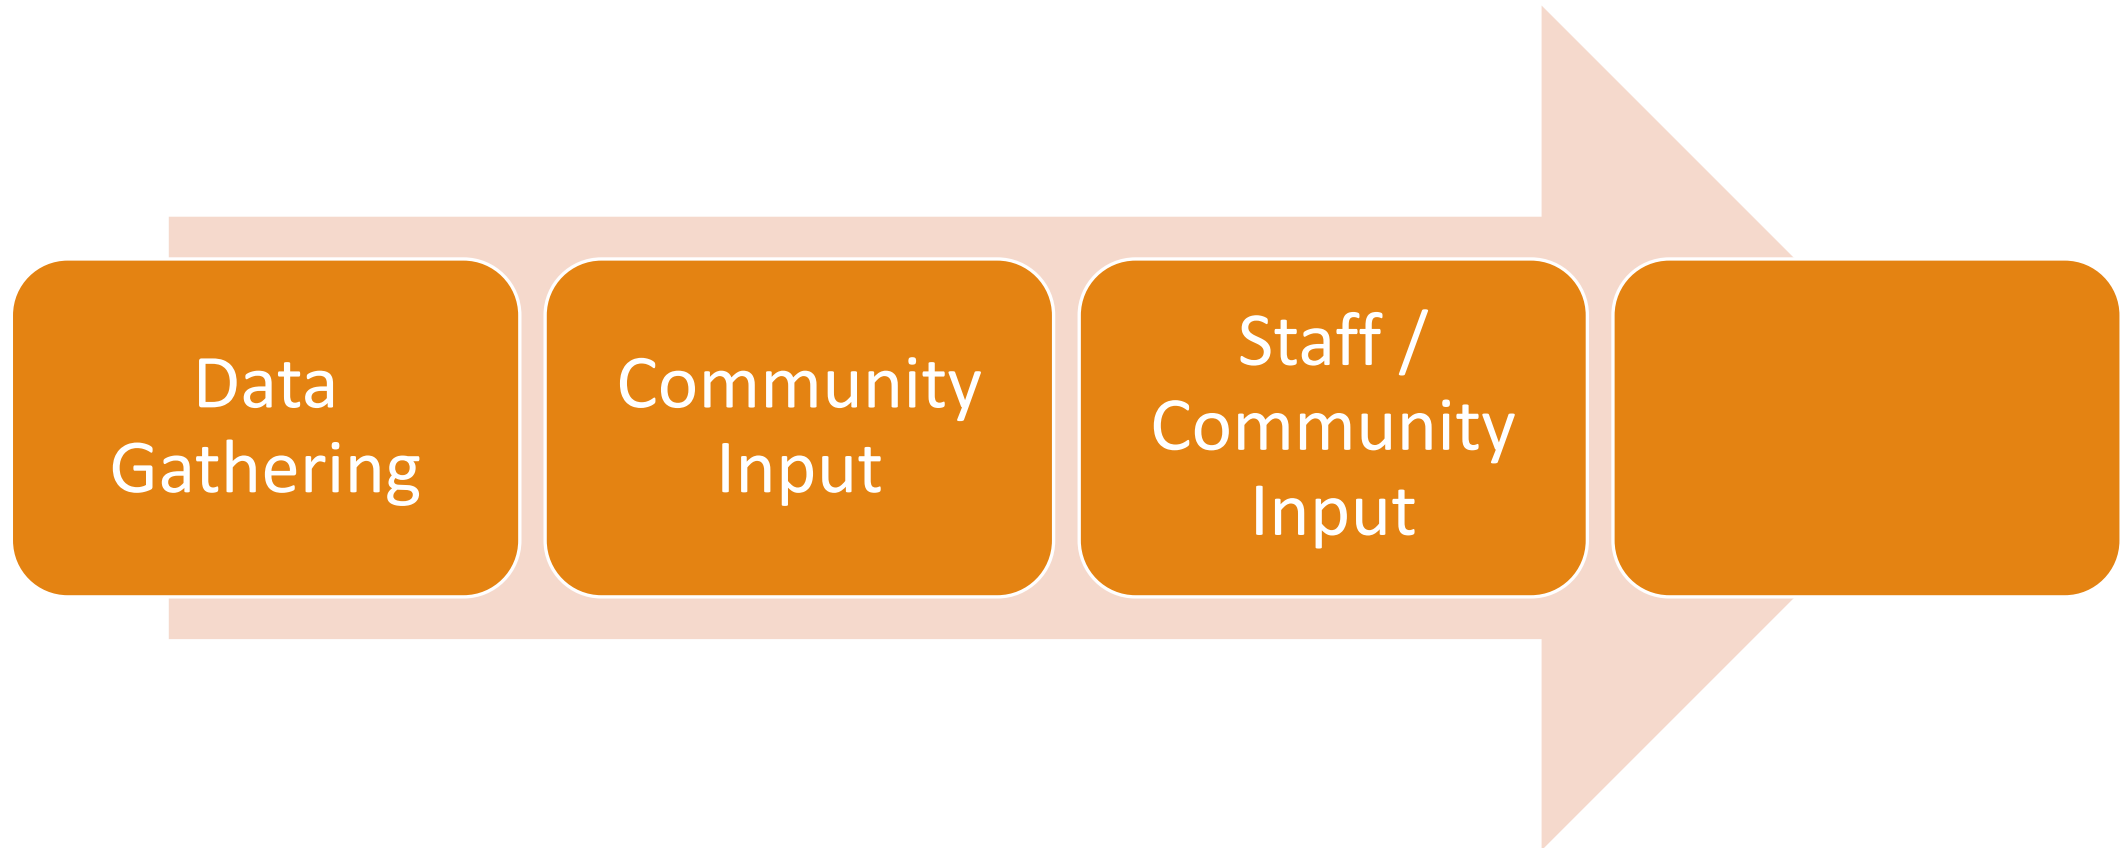 Data
Gathering
Community
Input
Staff /
Community
Input